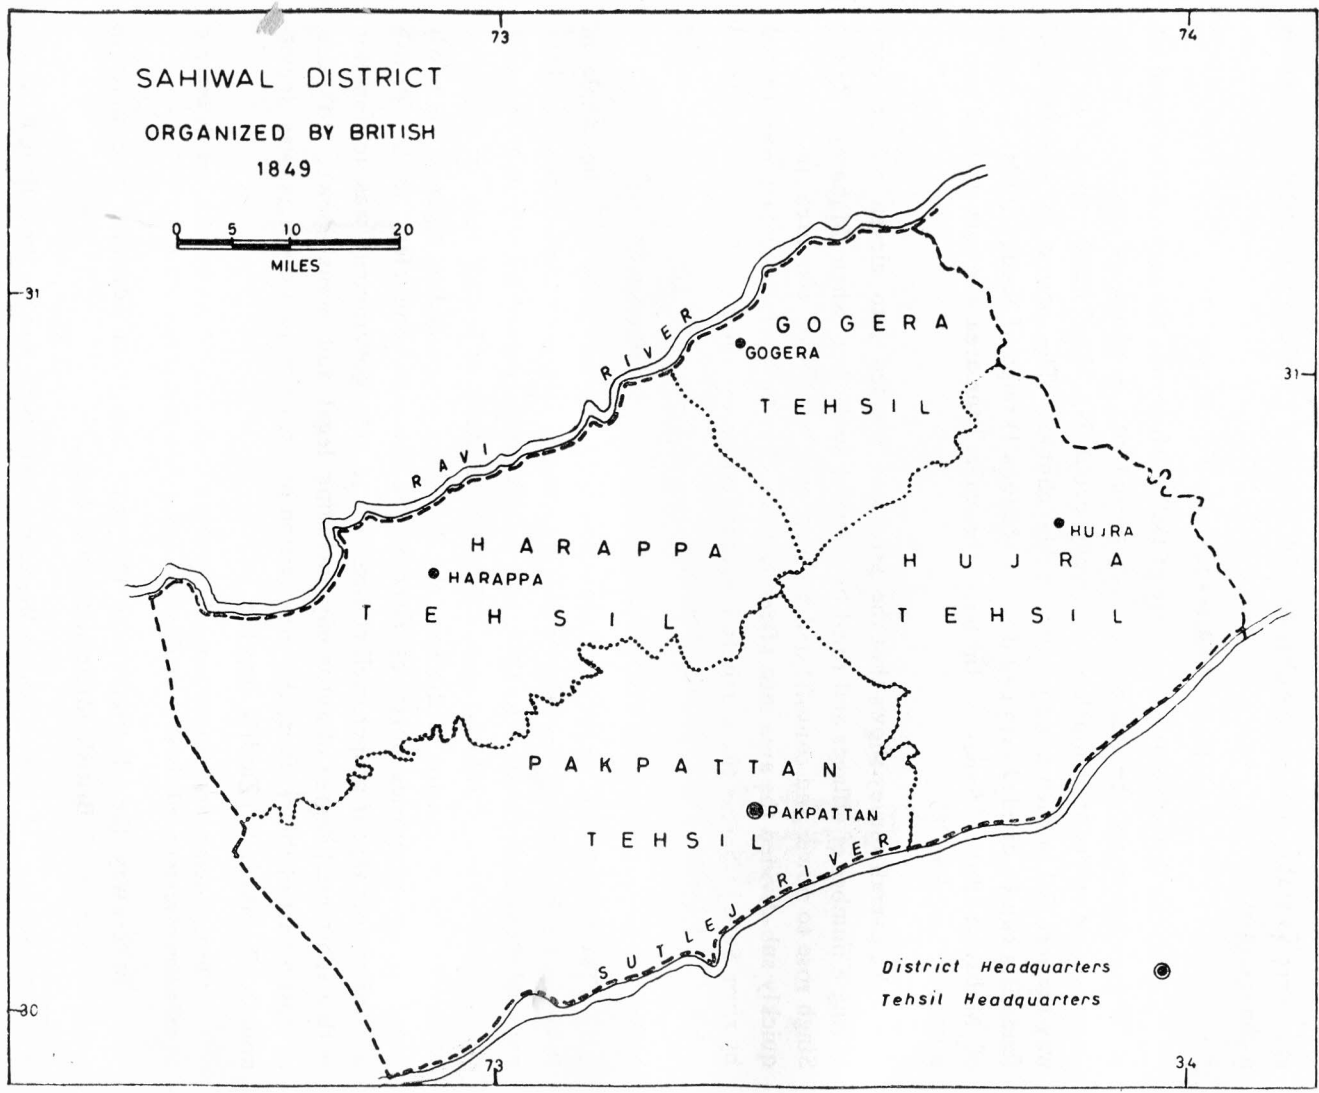 73
74
SAHIWAL DISTRICT
ORGANIZED BY BRITISH
1849
0 5 10 20
MILES
31
31
RAVI RIVER
GOGERA
GOGERA
TEHSIL
HARAPPA
HARAPPA
TEHSIL
HUJRA
HUJRA
TEHSIL
PAKPATTAN
PAKPATTAN
TEHSIL
SUTLEJ RIVER
District Headquarters
Tehsil Headquarters
30
73
34